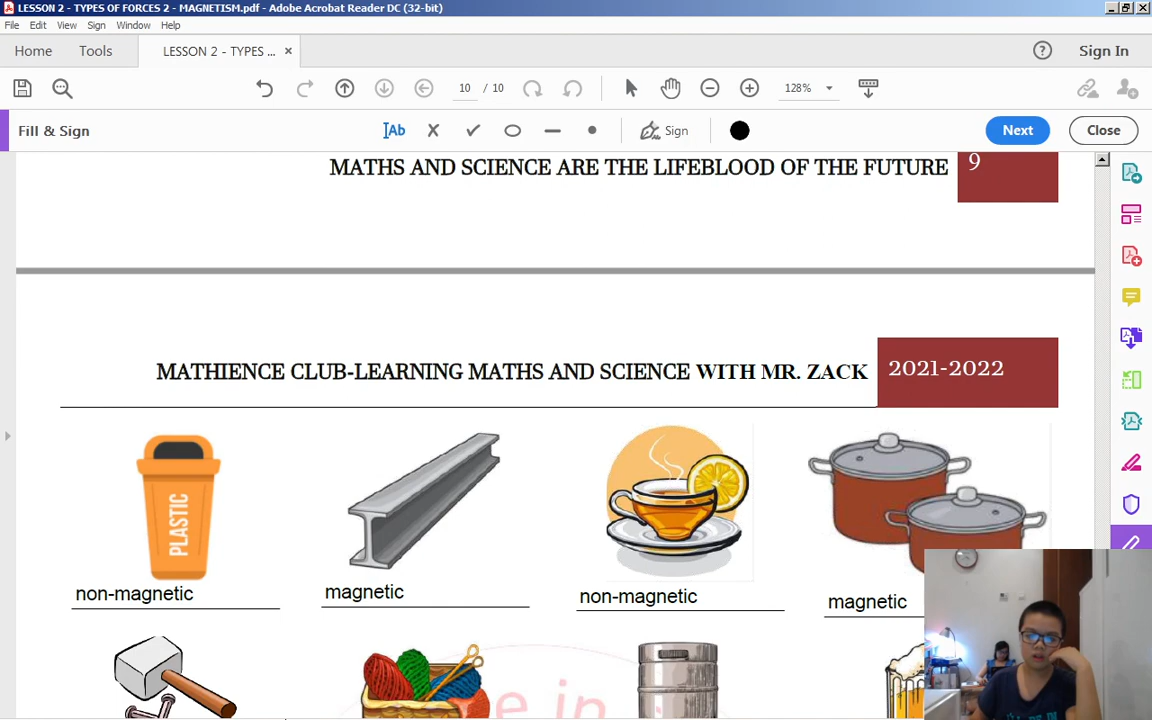 LESSON 2 - TYPES OF FORCES 2 - MAGNETISM.pdf - Adobe Acrobat Reader DC (32-bit)
File Edit View Sign Window Help
Home Tools LESSON 2 - TYPES ... × ? Sign In
10 / 10 128%
Fill & Sign Ab Sign Next Close
MATHS AND SCIENCE ARE THE LIFEBLOOD OF THE FUTURE 9
MATHIENCE CLUB-LEARNING MATHS AND SCIENCE WITH MR. ZACK 2021-2022
PLASTIC
non-magnetic magnetic non-magnetic magnetic
e in